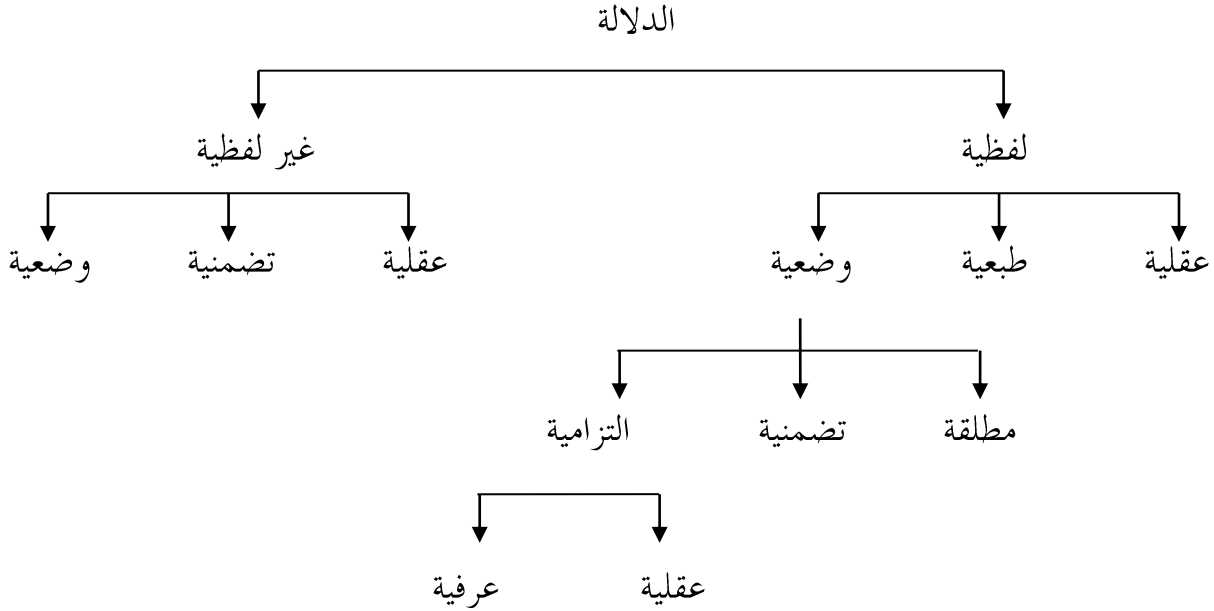 الدلالة
لفظية غير لفظية
عقلية طبعية وضعية عقلية تضمنية وضعية
مطلقة تضمنية التزامية
عقلية عرفية